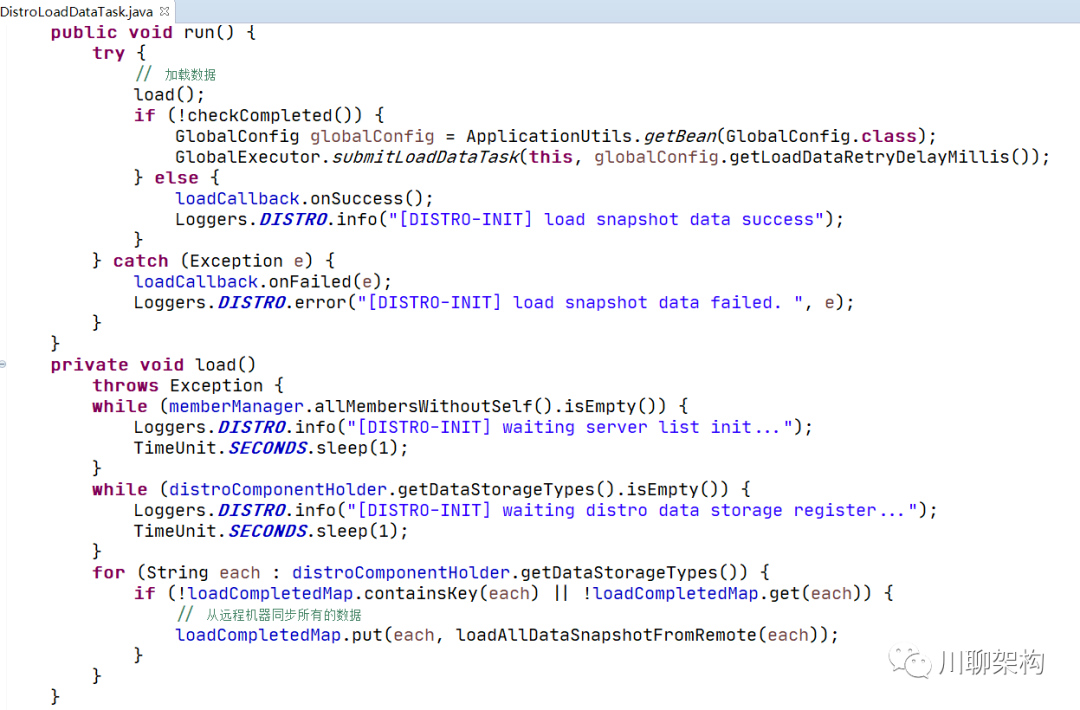 DistroLoadDataTask.java
public void run() {
try {
// 加载数据
load();
if (!checkCompleted()) {
GlobalConfig globalConfig = ApplicationUtils.getBean(GlobalConfig.class);
GlobalExecutor.submitLoadDataTask(this, globalConfig.getLoadDataRetryDelayMillis());
} else {
loadCallback.onSuccess();
Loggers.DISTRO.info("[DISTRO-INIT] load snapshot data success");
}
} catch (Exception e) {
loadCallback.onFailed(e);
Loggers.DISTRO.error("[DISTRO-INIT] load snapshot data failed. ", e);
}
}
private void load()
throws Exception {
while (memberManager.allMembersWithoutSelf().isEmpty()) {
Loggers.DISTRO.info("[DISTRO-INIT] waiting server list init...");
TimeUnit.SECONDS.sleep(1);
}
while (distroComponentHolder.getDataStorageTypes().isEmpty()) {
Loggers.DISTRO.info("[DISTRO-INIT] waiting distro data storage register...");
TimeUnit.SECONDS.sleep(1);
}
for (String each : distroComponentHolder.getDataStorageTypes()) {
if (!loadCompletedMap.containsKey(each) || !loadCompletedMap.get(each)) {
// 从远程机器同步所有的数据
loadCompletedMap.put(each, loadAllDataSnapshotFromRemote(each));
}
}
}
川聊架构